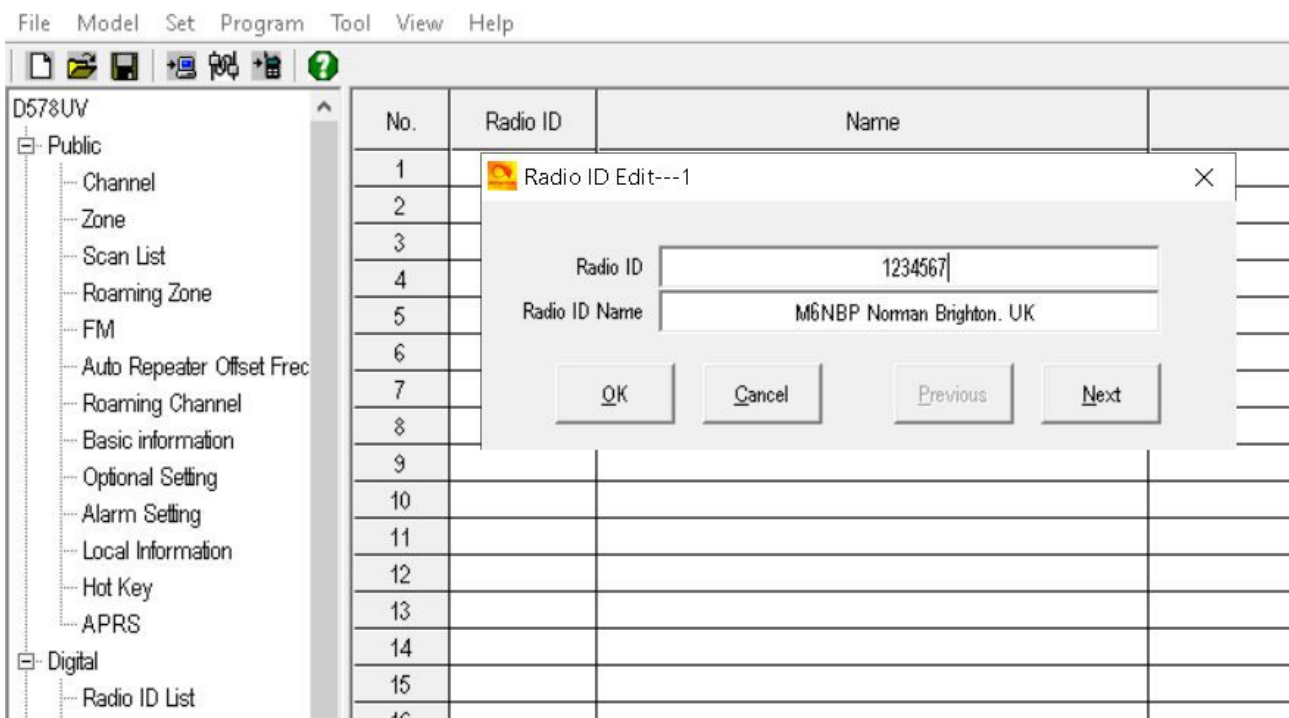 File Model Set Program Tool View Help
D578UV
Public
Channel
Zone
Scan List
Roaming Zone
FM
Auto Repeater Offset Frec
Roaming Channel
Basic information
Optional Setting
Alarm Setting
Local Information
Hot Key
APRS
Digital
Radio ID List
No. Radio ID Name
1
2
3
4
5
6
7
8
9
10
11
12
13
14
15
Radio ID Edit---1
Radio ID 1234567
Radio ID Name M6NBP Norman Brighton. UK
OK Cancel Previous Next